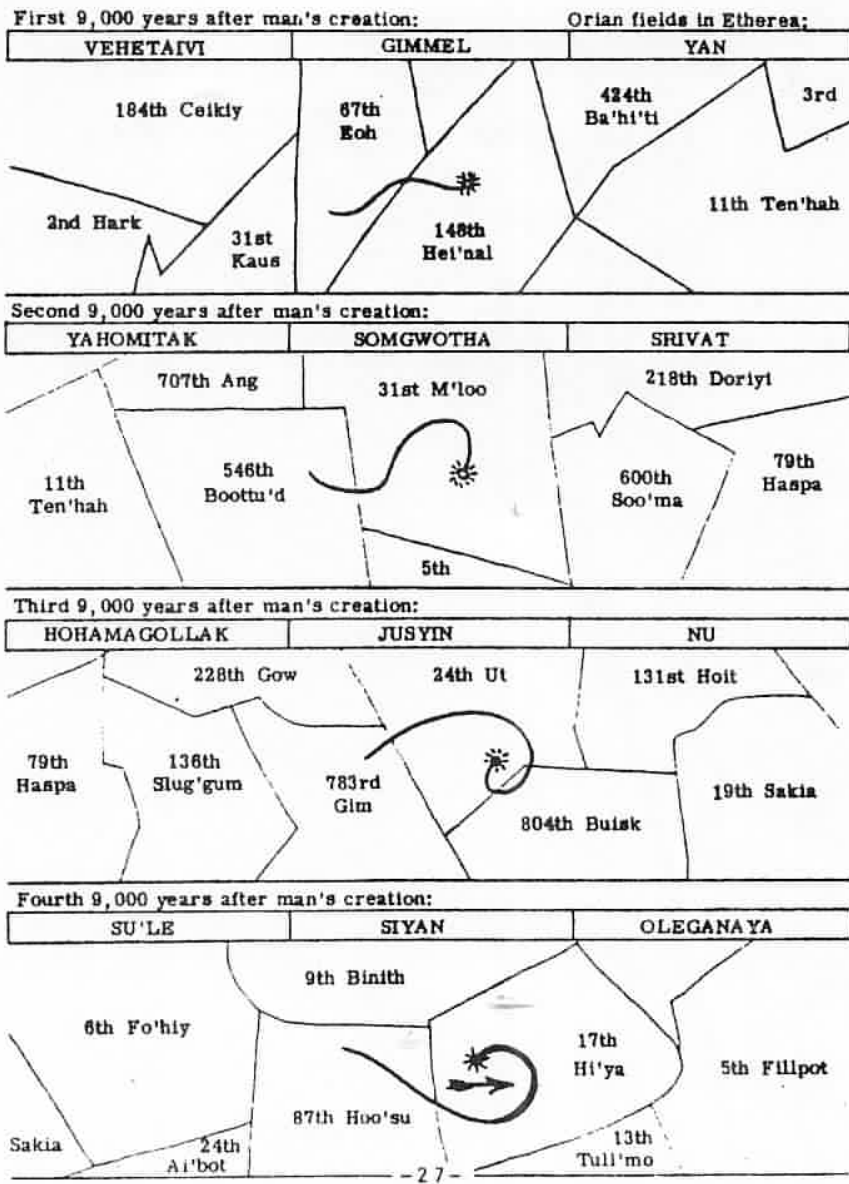 First 9,000 years after man's creation: Orian fields in Etherea;
VEHETAIVI GIMMEL YAN
184th Csikiy
67th
Eoh
424th
Ba'hi'ti
3rd
2nd Hark
31st
Kaus
148th
Hei'nal
11th Ten'hah
Second 9,000 years after man's creation:
YAHOMITAK SOMGWOTHA SRIVAT
707th Ang
31st M'loo
218th Doriyi
11th
Ten'hah
546th
Boottu'd
600th
Soo'ma
79th
Haspa
5th
Third 9,000 years after man's creation:
HOHAMAGOLLAK JUSYIN NU
228th Gow
24th Ut
131st Hoit
79th
Haspa
136th
Slug'gum
783rd
Gim
19th Sakia
804th Buisk
Fourth 9,000 years after man's creation:
SU'LE SIYAN OLEGANAYA
9th Binith
6th Fo'hiy
17th
Hi'ya
5th Fillpot
87th Hoo'su
Sakia
24th
Ai'bot
13th
Tuli'mo
-27-